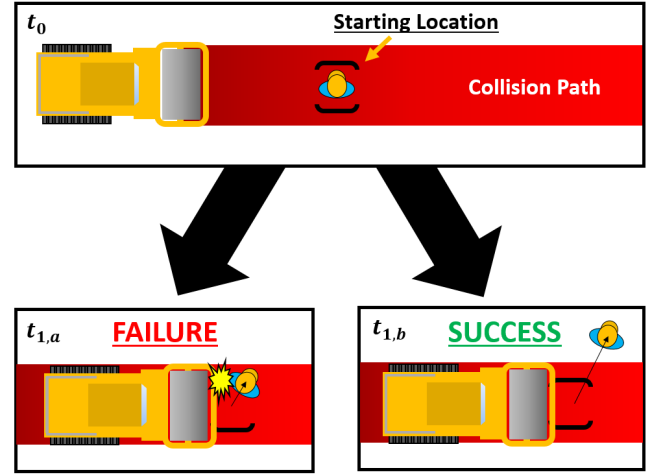 t0
Starting Location
Collision Path
t1,a
FAILURE
t1,b
SUCCESS